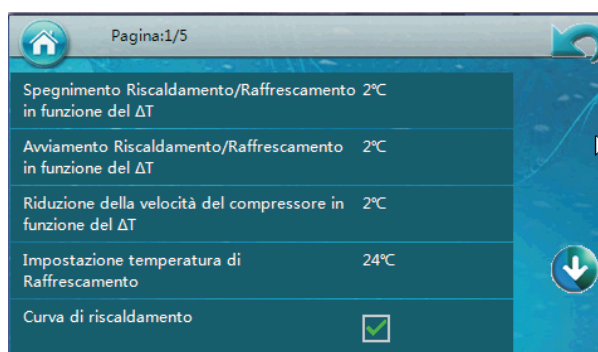 Pagina:1/5
Spegnimento Riscaldamento/Raffrescamento 2℃
in funzione del ΔT
Avviamento Riscaldamento/Raffrescamento 2℃
in funzione del ΔT
Riduzione della velocità del compressore in 2℃
funzione del ΔT
Impostazione temperatura di 24℃
Raffrescamento
Curva di riscaldamento